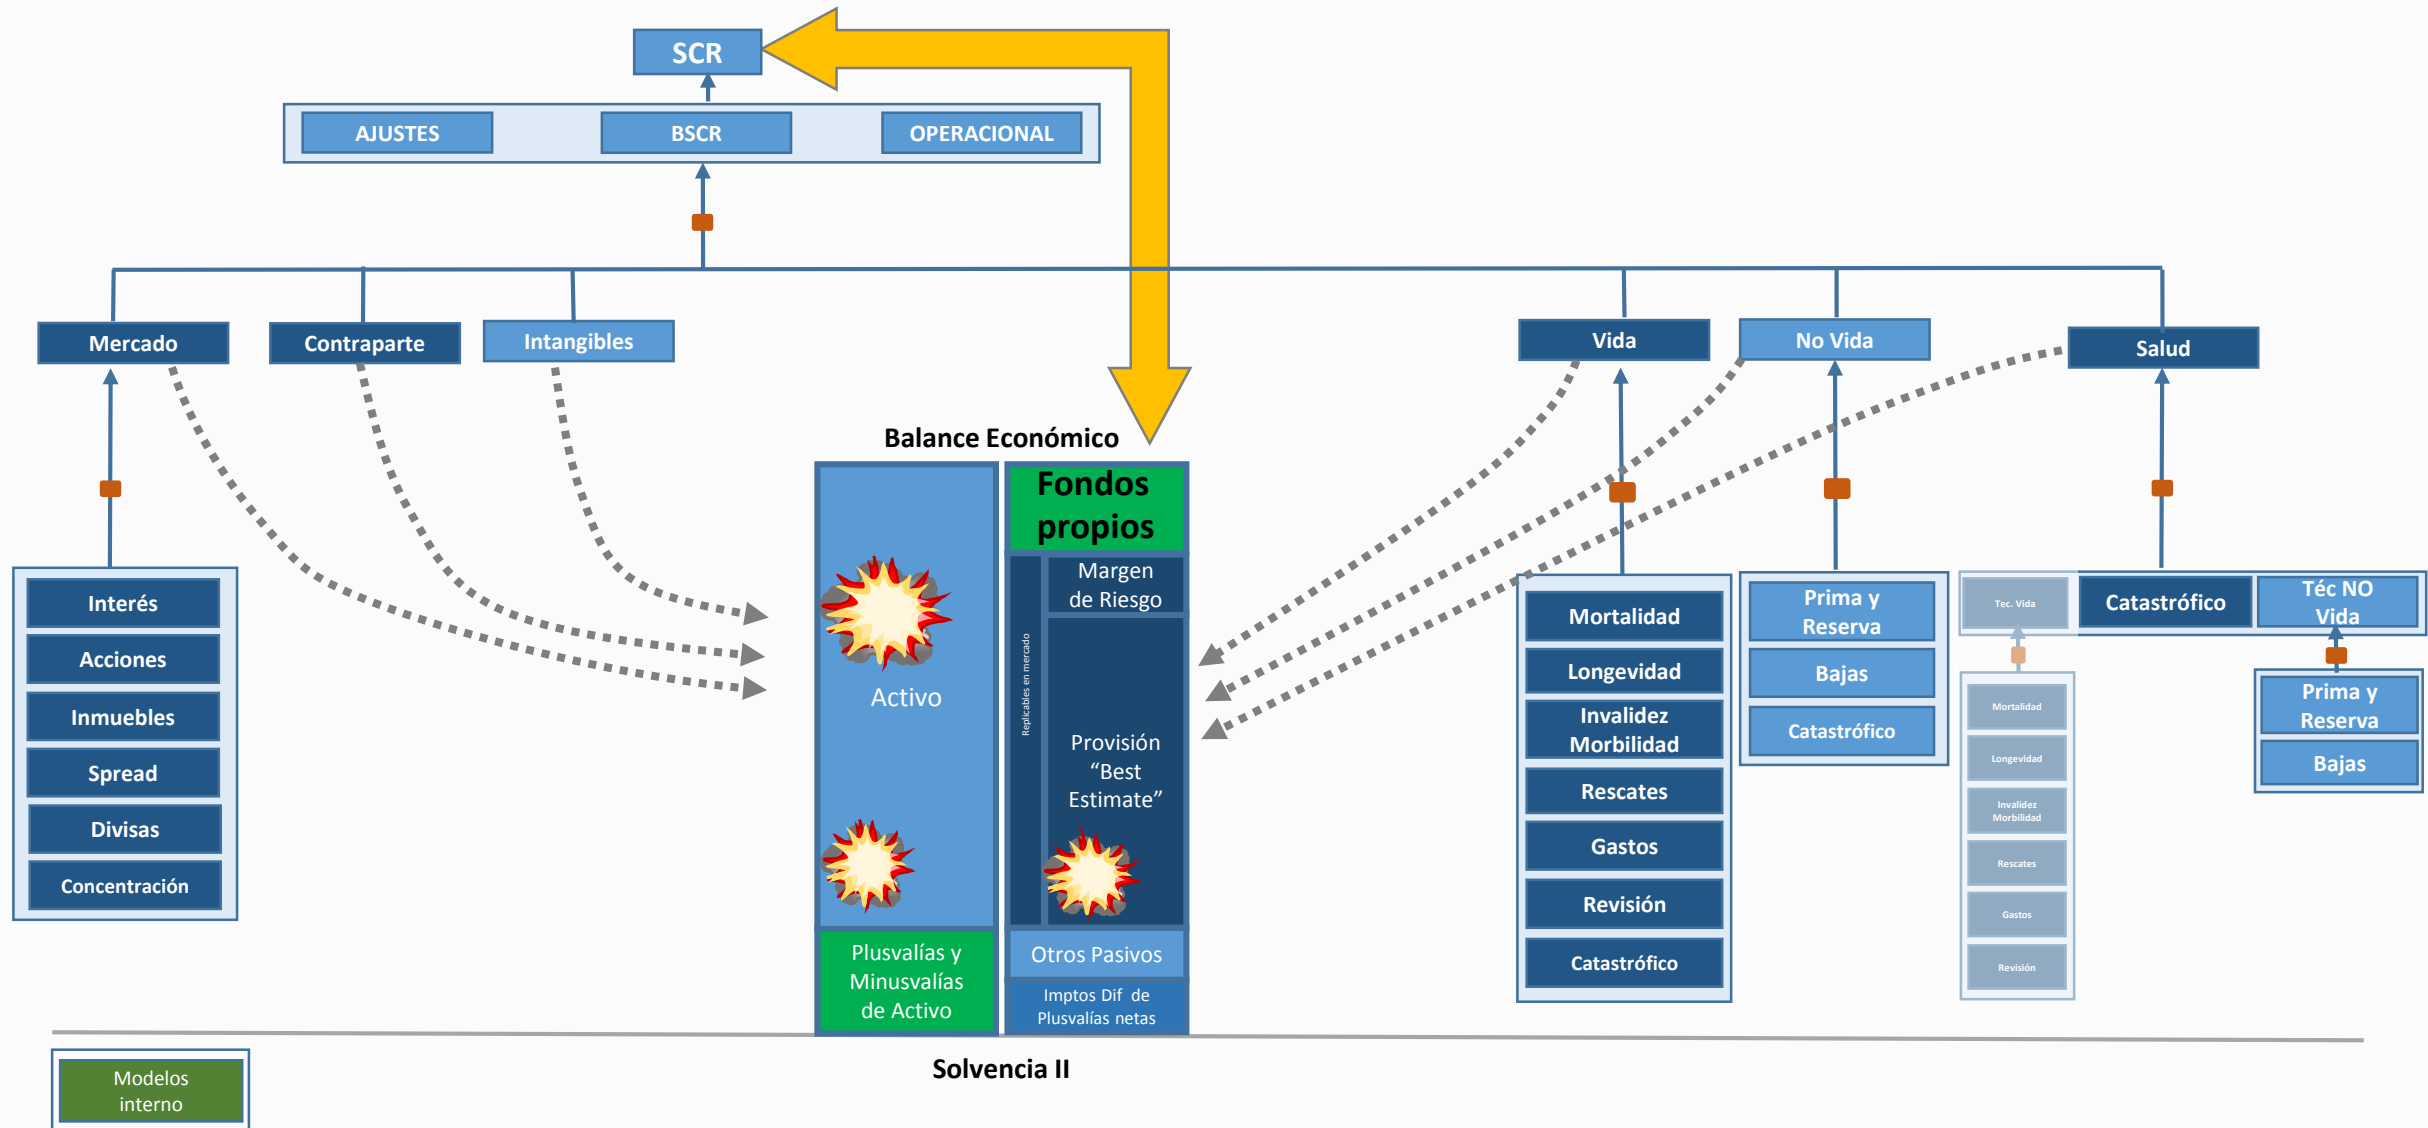 SCR
AJUSTES
BSCR
OPERACIONAL
Mercado
Contraparte
Intangibles
Vida
No Vida
Salud
Balance Económico
Interés
Acciones
Inmuebles
Spread
Divisas
Concentración
Activo
Plusvalías y
Minusvalías
de Activo
Fondos
propios
Replicables en mercado
Margen
de Riesgo
Provisión
“Best
Estimate”
Otros Pasivos
Imptos Dif de
Plusvalías netas
Mortalidad
Longevidad
Invalidez
Morbilidad
Rescates
Gastos
Revisión
Catastrófico
Prima y
Reserva
Bajas
Catastrófico
Tec. Vida
Catastrófico
Téc NO
Vida
Mortalidad
Longevidad
Invalidez
Morbilidad
Rescates
Gastos
Revisión
Prima y
Reserva
Bajas
Solvencia II
Modelos
interno